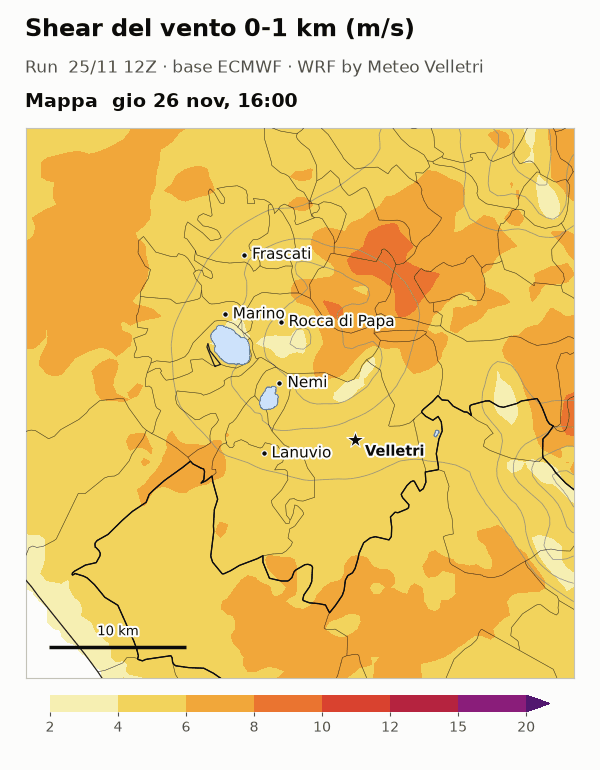 Shear del vento 0-1 km (m/s)
Run  25/11 12Z · base ECMWF · WRF by Meteo Velletri
Mappa  gio 26 nov, 16:00
Frascati
Marino
Rocca di Papa
Nemi
Velletri
Lanuvio
10 km
2 4 6 8 10 12 15 20